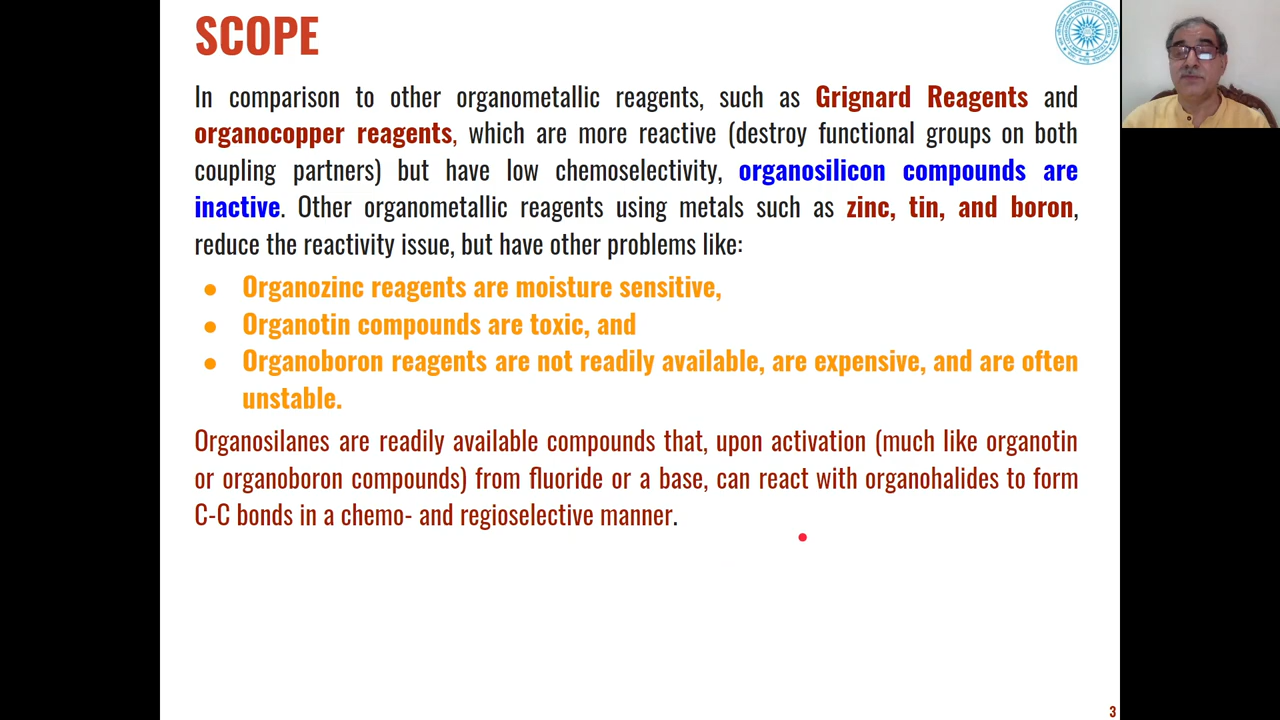 SCOPE
In comparison to other organometallic reagents, such as Grignard Reagents and
organocopper reagents, which are more reactive (destroy functional groups on both
coupling partners) but have low chemoselectivity, organosilicon compounds are
inactive. Other organometallic reagents using metals such as zinc, tin, and boron,
reduce the reactivity issue, but have other problems like:
● Organozinc reagents are moisture sensitive,
● Organotin compounds are toxic, and
● Organoboron reagents are not readily available, are expensive, and are often
unstable.
Organosilanes are readily available compounds that, upon activation (much like organotin
or organoboron compounds) from fluoride or a base, can react with organohalides to form
C-C bonds in a chemo- and regioselective manner.
3